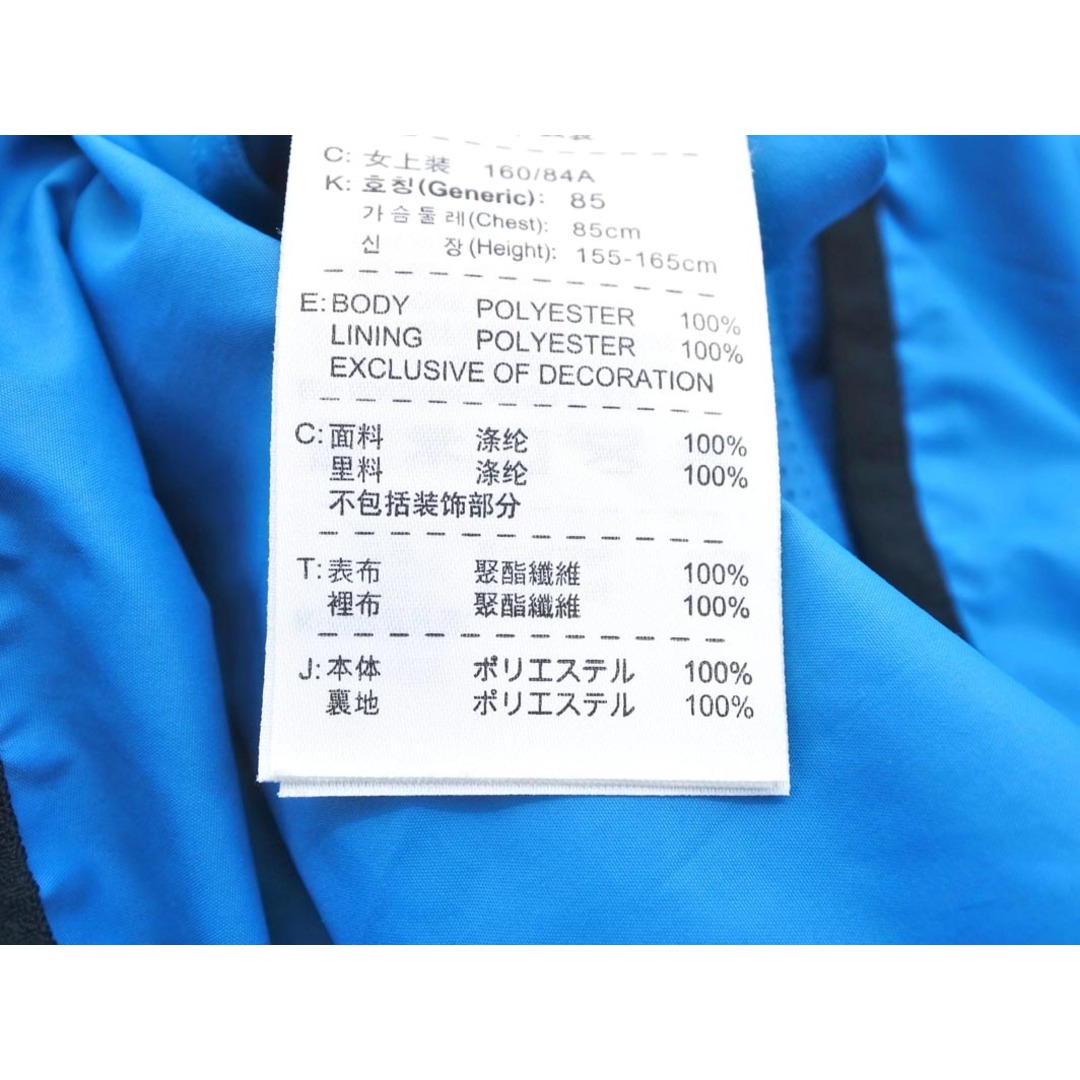 C: 女上装 160/84A
K: 호칭(Generic): 85
가슴둘레(Chest): 85cm
신 장(Height): 155-165cm
E: BODY POLYESTER 100%
LINING POLYESTER 100%
EXCLUSIVE OF DECORATION
C: 面料 涤纶 100%
里料 涤纶 100%
不包括装饰部分
T: 表布 聚酯纖維 100%
裡布 聚酯纖維 100%
J: 本体 ポリエステル 100%
裏地 ポリエステル 100%